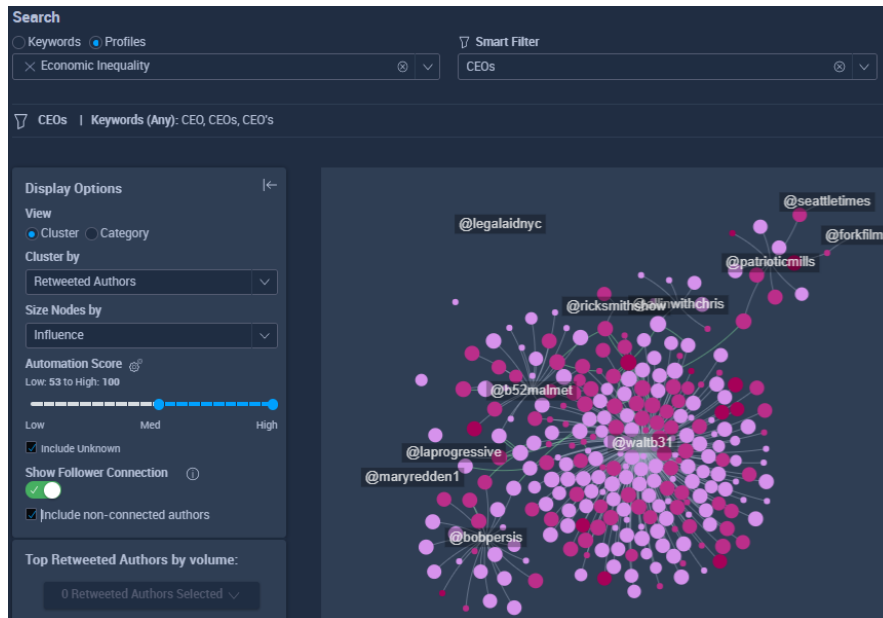 Search
Keywords Profiles
Smart Filter
Economic Inequality
CEOs
CEOs | Keywords (Any): CEO, CEOs, CEO's
Display Options
View
Cluster Category
Cluster by
Retweeted Authors
Size Nodes by
Influence
Automation Score
Low: 53 to High: 100
Low Med High
Include Unknown
Show Follower Connection
Include non-connected authors
Top Retweeted Authors by volume:
0 Retweeted Authors Selected
@seattletimes
@legalaidnyc
@forkfilm
@patrioticmills
@ricksmithshow
@b52malmet
@waltb31
@laprogressive
@maryredden1
@bobpersis